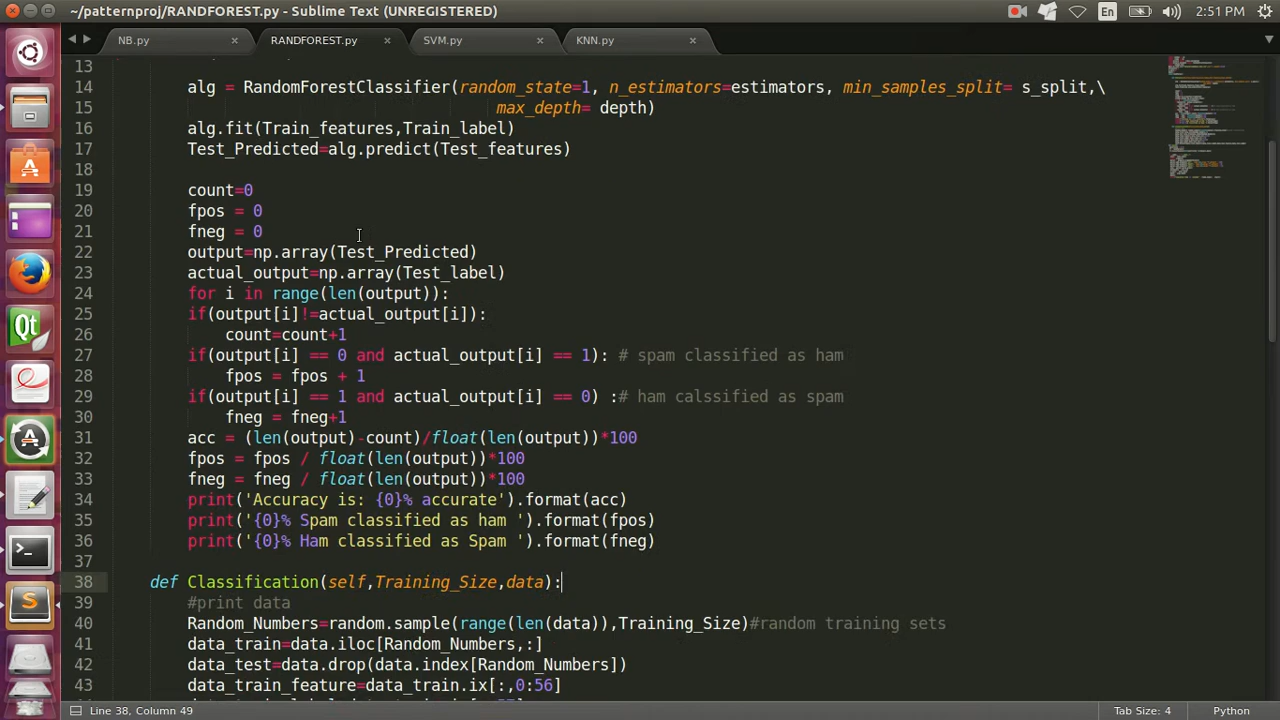 ~/patternproj/RANDFOREST.py - Sublime Text (UNREGISTERED)
En
2:51 PM
NB.py
RANDFOREST.py
SVM.py
KNN.py
13
14 alg = RandomForestClassifier(random_state=1, n_estimators=estimators, min_samples_split= s_split,\
15 max_depth= depth)
16 alg.fit(Train_features,Train_label)
17 Test_Predicted=alg.predict(Test_features)
18
19 count=0
20 fpos = 0
21 fneg = 0
22 output=np.array(Test_Predicted)
23 actual_output=np.array(Test_label)
24 for i in range(len(output)):
25 if(output[i]!=actual_output[i]):
26 count=count+1
27 if(output[i] == 0 and actual_output[i] == 1): # spam classified as ham
28 fpos = fpos + 1
29 if(output[i] == 1 and actual_output[i] == 0) :# ham calssified as spam
30 fneg = fneg+1
31 acc = (len(output)-count)/float(len(output))*100
32 fpos = fpos / float(len(output))*100
33 fneg = fneg / float(len(output))*100
34 print('Accuracy is: {0}% accurate').format(acc)
35 print('{0}% Spam classified as ham ').format(fpos)
36 print('{0}% Ham classified as Spam ').format(fneg)
37
38 def Classification(self,Training_Size,data):
39 #print data
40 Random_Numbers=random.sample(range(len(data)),Training_Size)#random training sets
41 data_train=data.iloc[Random_Numbers,:]
42 data_test=data.drop(data.index[Random_Numbers])
43 data_train_feature=data_train.ix[:,0:56]
Line 38, Column 49
Tab Size: 4
Python